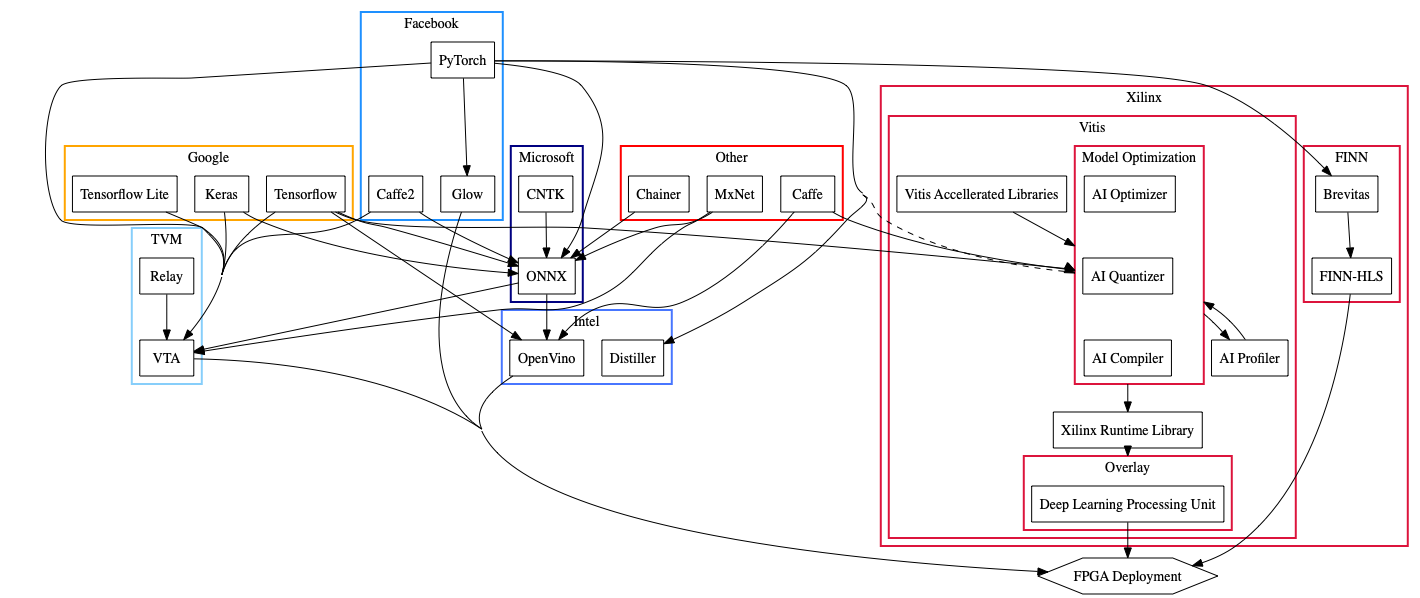 Facebook
PyTorch
Xilinx
Vitis
Google
Microsoft
Other
Model Optimization
FINN
Tensorflow Lite
Keras
Tensorflow
Caffe2
Glow
CNTK
Chainer
MxNet
Caffe
Vitis Accellerated Libraries
AI Optimizer
Brevitas
TVM
Relay
ONNX
AI Quantizer
FINN-HLS
Intel
VTA
OpenVino
Distiller
AI Compiler
AI Profiler
Xilinx Runtime Library
Overlay
Deep Learning Processing Unit
FPGA Deployment